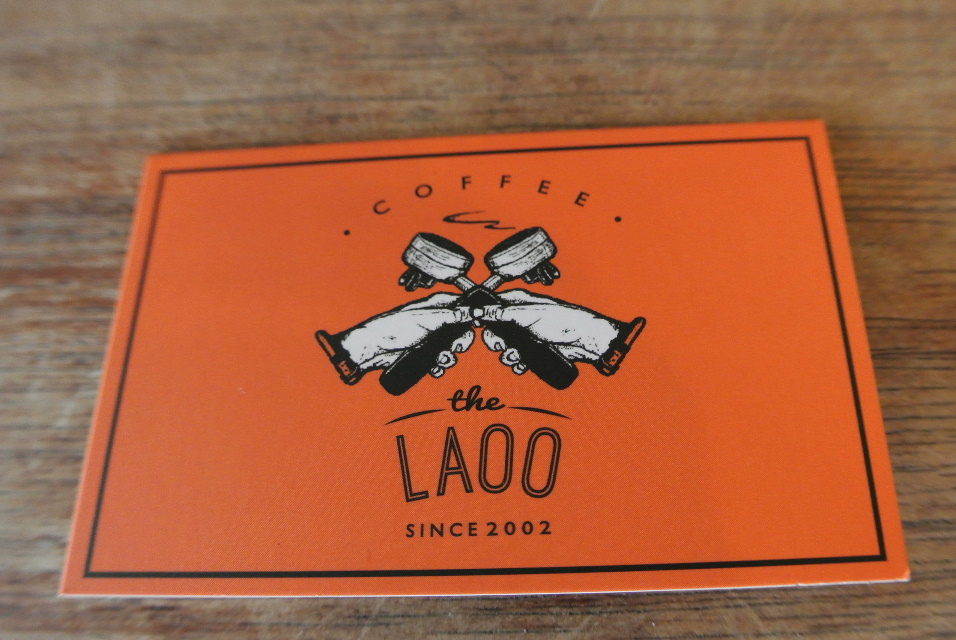 COFFEE
the
LAOO
SINCE 2002